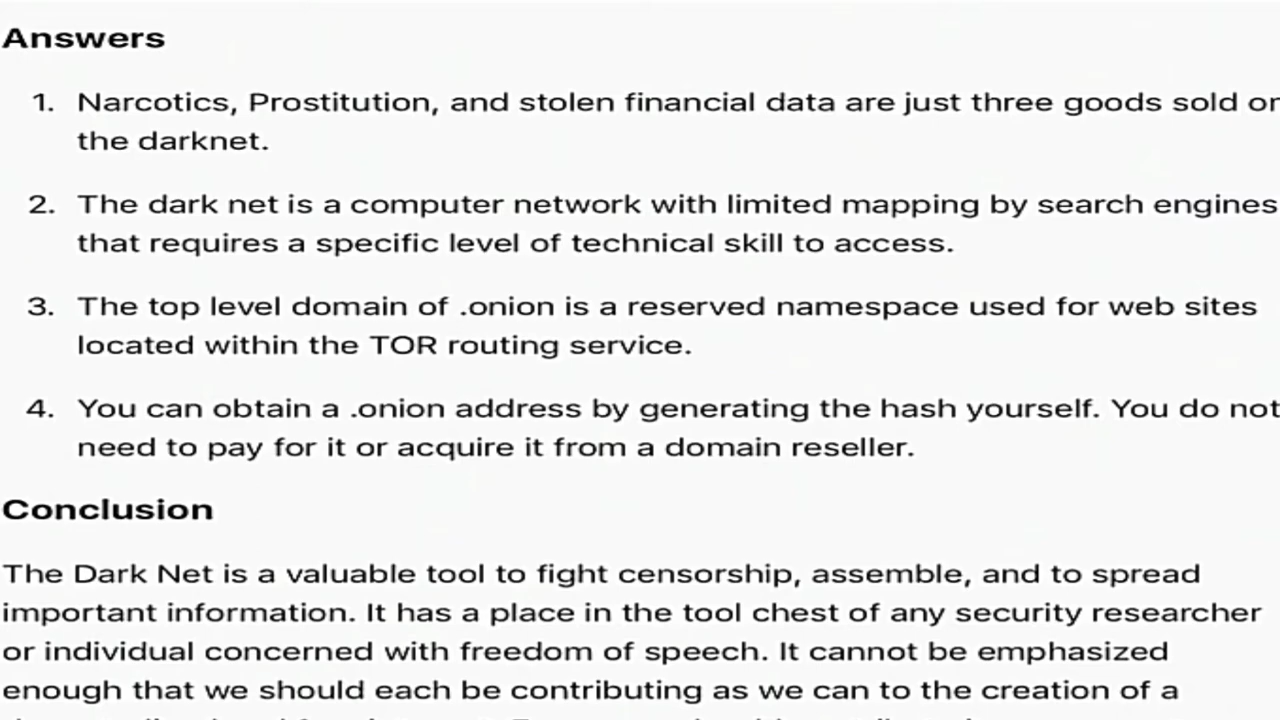 Answers
1. Narcotics, Prostitution, and stolen financial data are just three goods sold
the darknet.
2. The dark net is a computer network with limited mapping by search engines
that requires a specific level of technical skill to access.
3. The top level domain of .onion is a reserved namespace used for web sites
located within the TOR routing service.
4. You can obtain a .onion address by generating the hash yourself. You do not
need to pay for it or acquire it from a domain reseller.
Conclusion
The Dark Net is a valuable tool to fight censorship, assemble, and to spread
important information. It has a place in the tool chest of any security researcher
or individual concerned with freedom of speech. It cannot be emphasized
enough that we should each be contributing as we can to the creation of a